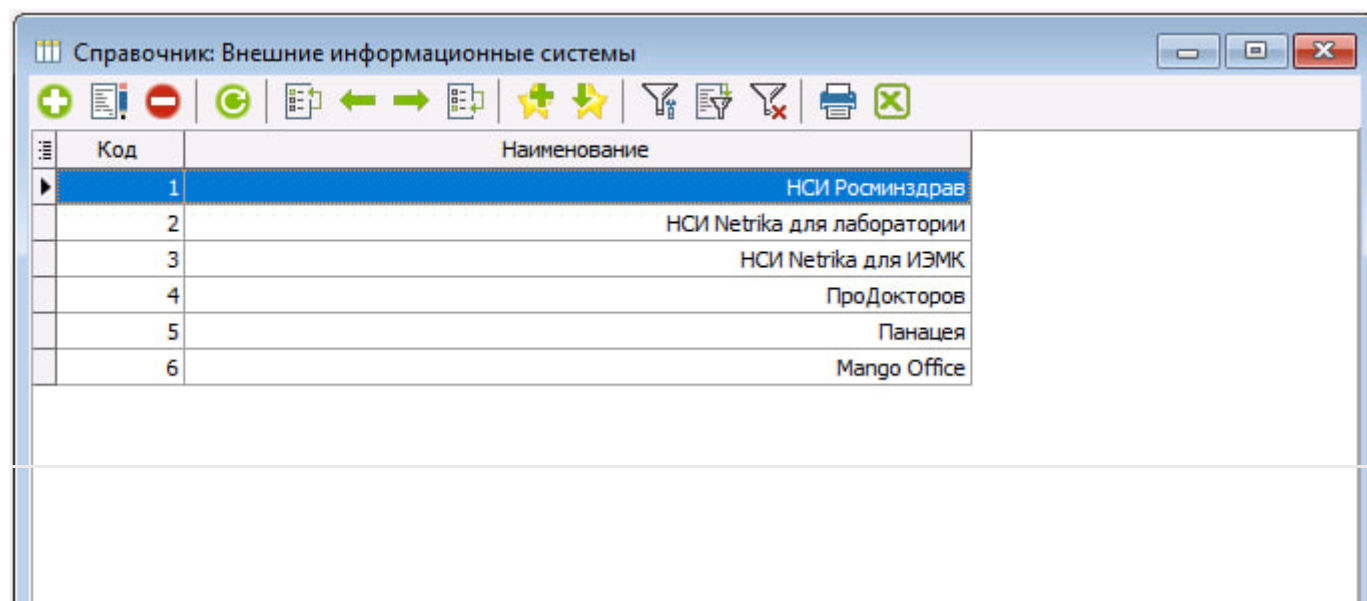 Справочник: Внешние информационные системы
Код Наименование
1 НСИ Росминздрав
2 НСИ Netrika для лаборатории
3 НСИ Netrika для ИЭМК
4 ПроДокторов
5 Панацея
6 Mango Office